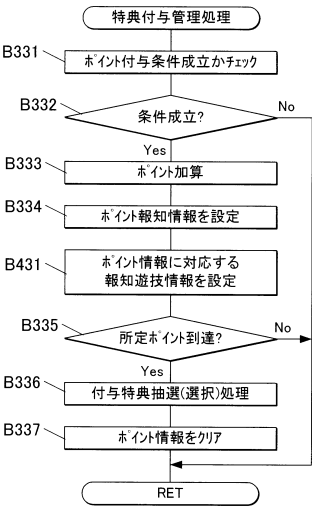 特典付与管理処理
B331
ﾎﾟｲﾝﾄ付与条件成立かチェック
B332
条件成立?
No
Yes
B333
ﾎﾟｲﾝﾄ加算
B334
ﾎﾟｲﾝﾄ報知情報を設定
B431
ﾎﾟｲﾝﾄ情報に対応する
報知遊技情報を設定
B335
所定ﾎﾟｲﾝﾄ到達?
No
Yes
B336
付与特典抽選(選択)処理
B337
ﾎﾟｲﾝﾄ情報をクリア
RET